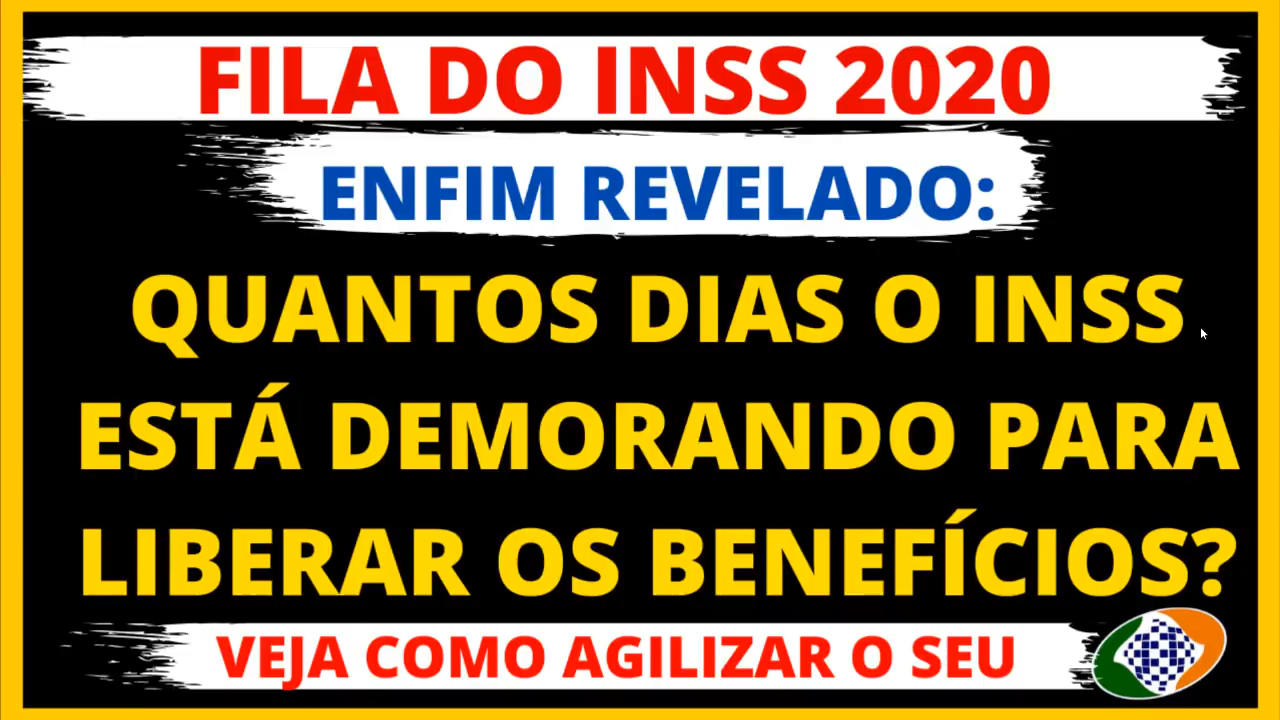 FILA DO INSS 2020
ENFIM REVELADO:
QUANTOS DIAS O INSS
ESTÁ DEMORANDO PARA
LIBERAR OS BENEFÍCIOS?
VEJA COMO AGILIZAR O SEU